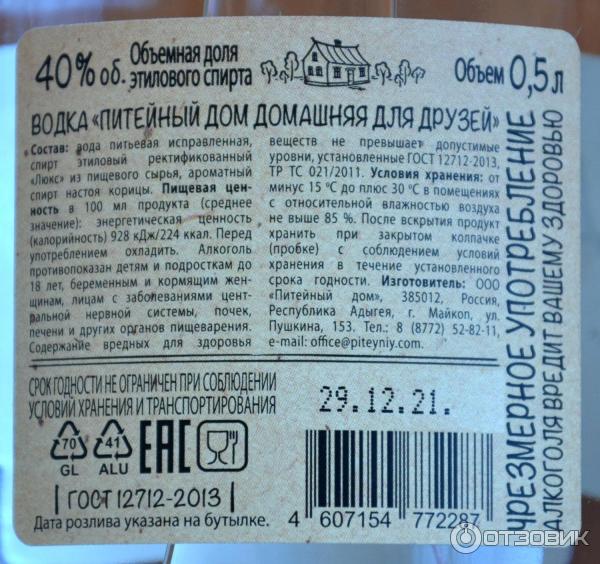 40% об.
Объемная доля
этилового спирта
Объем 0,5 л
ВОДКА «ПИТЕЙНЫЙ ДОМ ДОМАШНЯЯ ДЛЯ ДРУЗЕЙ»
Состав: вода питьевая исправленная,
спирт этиловый ректификованный
«Люкс» из пищевого сырья, ароматный
спирт настоя корицы. Пищевая цен-
ность в 100 мл продукта (среднее
значение): энергетическая ценность
(калорийность) 928 кДж/224 ккал. Перед
употреблением охладить. Алкоголь
противопоказан детям и подросткам до
18 лет, беременным и кормящим жен-
щинам, лицам с заболеваниями цент-
ральной нервной системы, почек,
печени и других органов пищеварения.
Содержание вредных для здоровья
веществ не превышает допустимые
уровни, установленные ГОСТ 12712-2013,
ТР ТС 021/2011. Условия хранения: от
минус 15 °С до плюс 30 °С в помещениях
с относительной влажностью воздуха
не выше 85 %. После вскрытия продукт
хранить при закрытом колпачке
(пробке) с соблюдением условий
хранения в течение установленного
срока годности. Изготовитель: ООО
«Питейный дом», 385012, Россия,
Республика Адыгея, г. Майкоп, ул.
Пушкина, 153. Тел.: 8 (8772) 52-82-11,
e-mail: office@piteyniy.com
СРОК ГОДНОСТИ НЕ ОГРАНИЧЕН ПРИ СОБЛЮДЕНИИ
УСЛОВИЙ ХРАНЕНИЯ И ТРАНСПОРТИРОВАНИЯ
29.12.21.
70
GL
41
ALU
EAC
ГОСТ 12712-2013
Дата розлива указана на бутылке.
4 607154 772287
ЧРЕЗМЕРНОЕ УПОТРЕБЛЕНИЕ
АЛКОГОЛЯ ВРЕДИТ ВАШЕМУ ЗДОРОВЬЮ
ОТЗОВИК